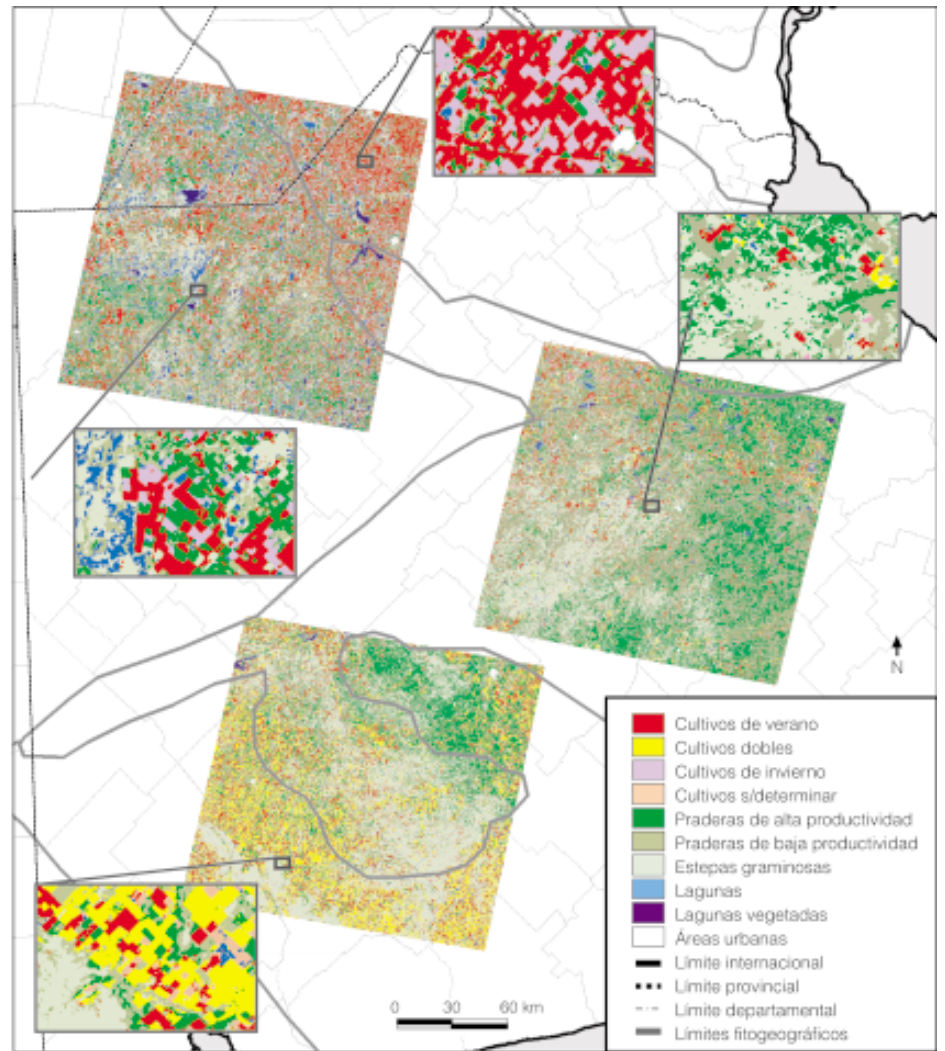 N
Cultivos de verano
Cultivos dobles
Cultivos de invierno
Cultivos s/determinar
Praderas de alta productividad
Praderas de baja productividad
Estepas graminosas
Lagunas
Lagunas vegetadas
Áreas urbanas
Límite internacional
Límite provincial
Límite departamental
Límites fitogeográficos
0 30 60 km